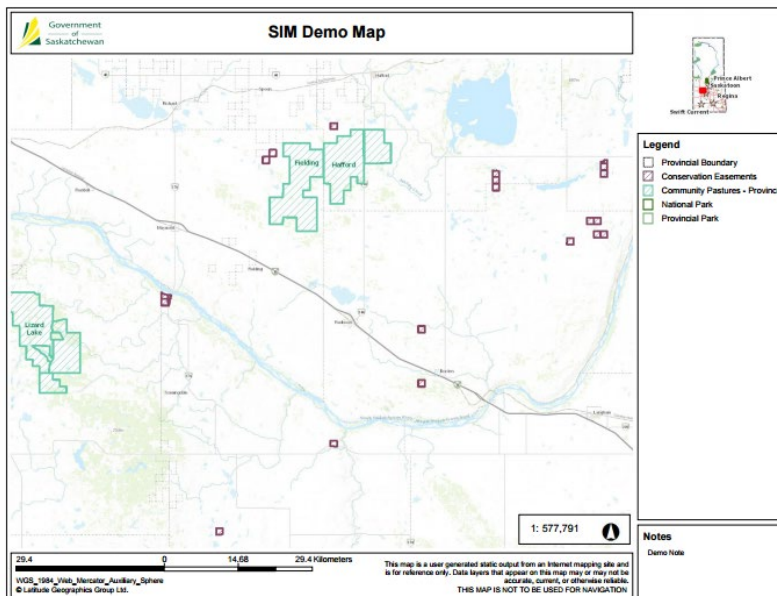 Government
of
Saskatchewan
SIM Demo Map
Prince Albert
Saskatoon
Regina
Swift Current
Legend
Provincial Boundary
Conservation Easements
Community Pastures - Provinc
National Park
Provincial Park
Fielding
Hafford
Lizard
Lake
1: 577,791
Notes
Demo Note
29.4
0
14.68
29.4 Kilometers
WGS_1984_Web_Mercator_Auxiliary_Sphere
© Latitude Geographics Group Ltd.
This map is a user generated static output from an Internet mapping site and
is for reference only. Data layers that appear on this map may or may not be
accurate, current, or otherwise reliable.
THIS MAP IS NOT TO BE USED FOR NAVIGATION